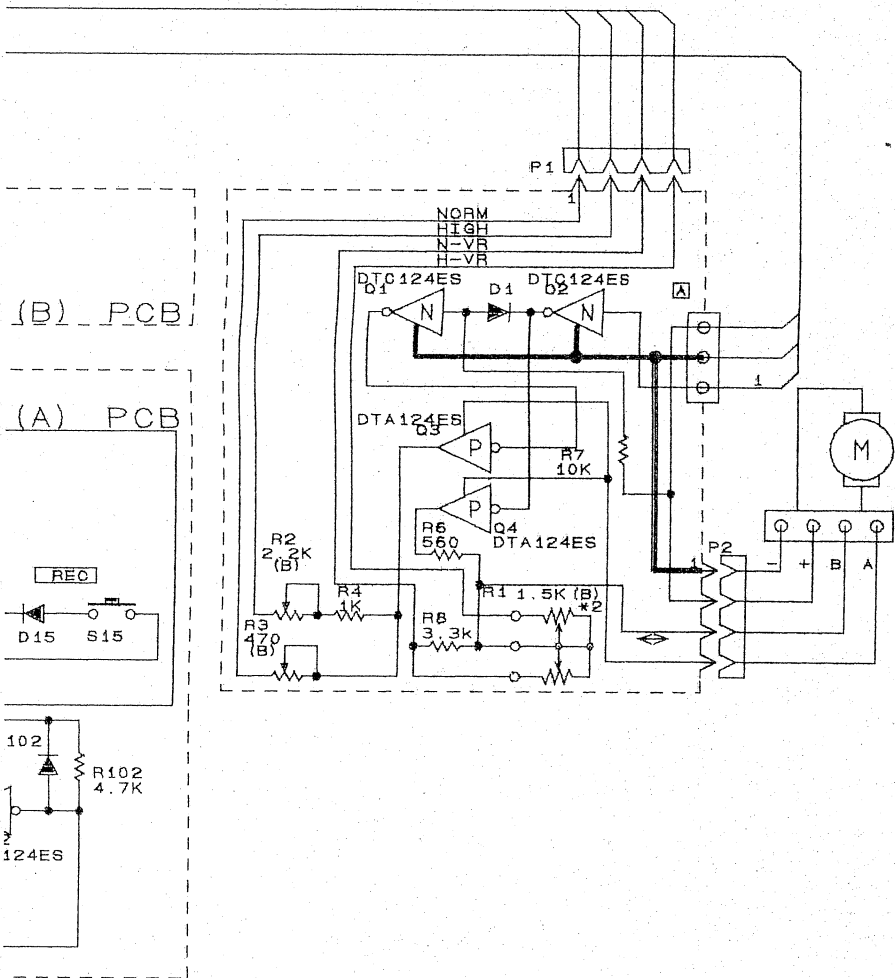 P1
1
NORM
HIGH
N-VR
H-VR
DTC124ES
Q1
D1
DTC124ES
Q2
A
N
N
(B) PCB
1
(A) PCB
DTA124ES
Q3
P
R7
10K
M
P
Q4
DTA124ES
R6
560
R2
2.2K
(B)
P2
1
- + B A
REC
R4
1K
R1 1.5K (B)
*2
D15
S15
R3
470
(B)
R8
3.3k
102
R102
4.7K
2
124ES